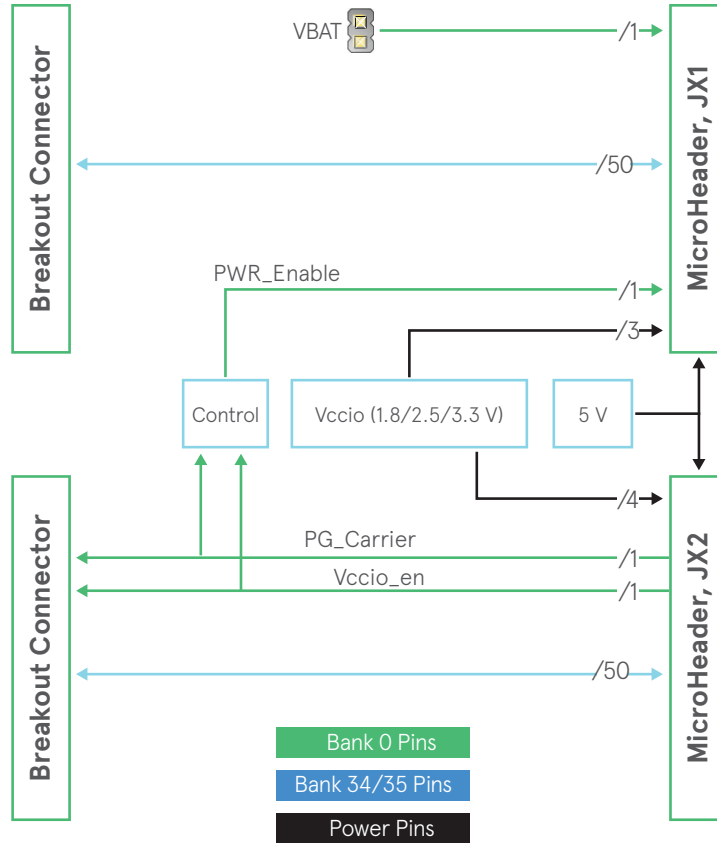 VBAT
/1
Breakout Connector
MicroHeader, JX1
/50
PWR_Enable
/1
/3
Control
Vccio (1.8/2.5/3.3 V)
5 V
/4
Breakout Connector
MicroHeader, JX2
PG_Carrier
/1
Vccio_en
/1
/50
Bank 0 Pins
Bank 34/35 Pins
Power Pins